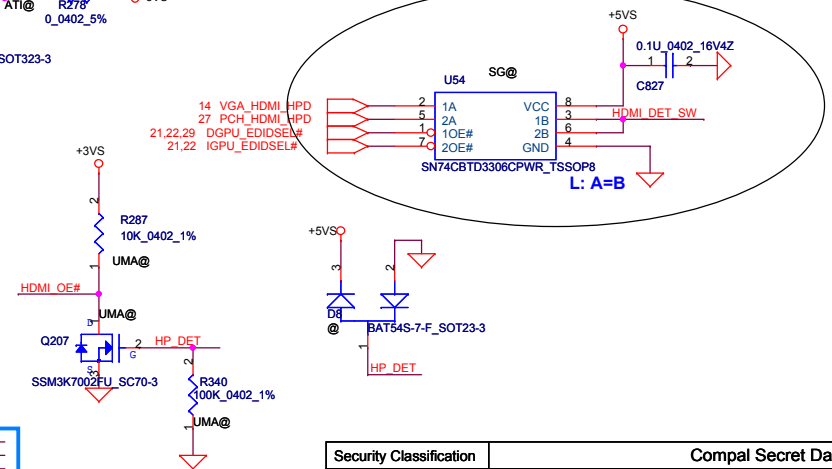 ATI@
R278
0_0402_5%
SOT323-3
+5VS
0.1U_0402_16V4Z
1 2
C827
SG@
U54
14 VGA_HDMI_HPD
27 PCH_HDMI_HPD
21,22,29 DGPU_EDIDSEL#
21,22 IGPU_EDIDSEL#
2 1A VCC 8
5 2A 1B 3
1 1OE# 2B 6
7 2OE# GND 4
HDMI_DET_SW
SN74CBTD3306CPWR_TSSOP8
L: A=B
+3VS
2
R287
10K_0402_1%
1
UMA@
HDMI_OE#
UMA@
1
D
Q207
2
G
HP_DET
S
3
SSM3K7002FU_SC70-3
2
R340
100K_0402_1%
1
UMA@
+5VS
3
2
D8
@
BAT54S-7-F_SOT23-3
1
HP_DET
Security Classification
Compal Secret Da